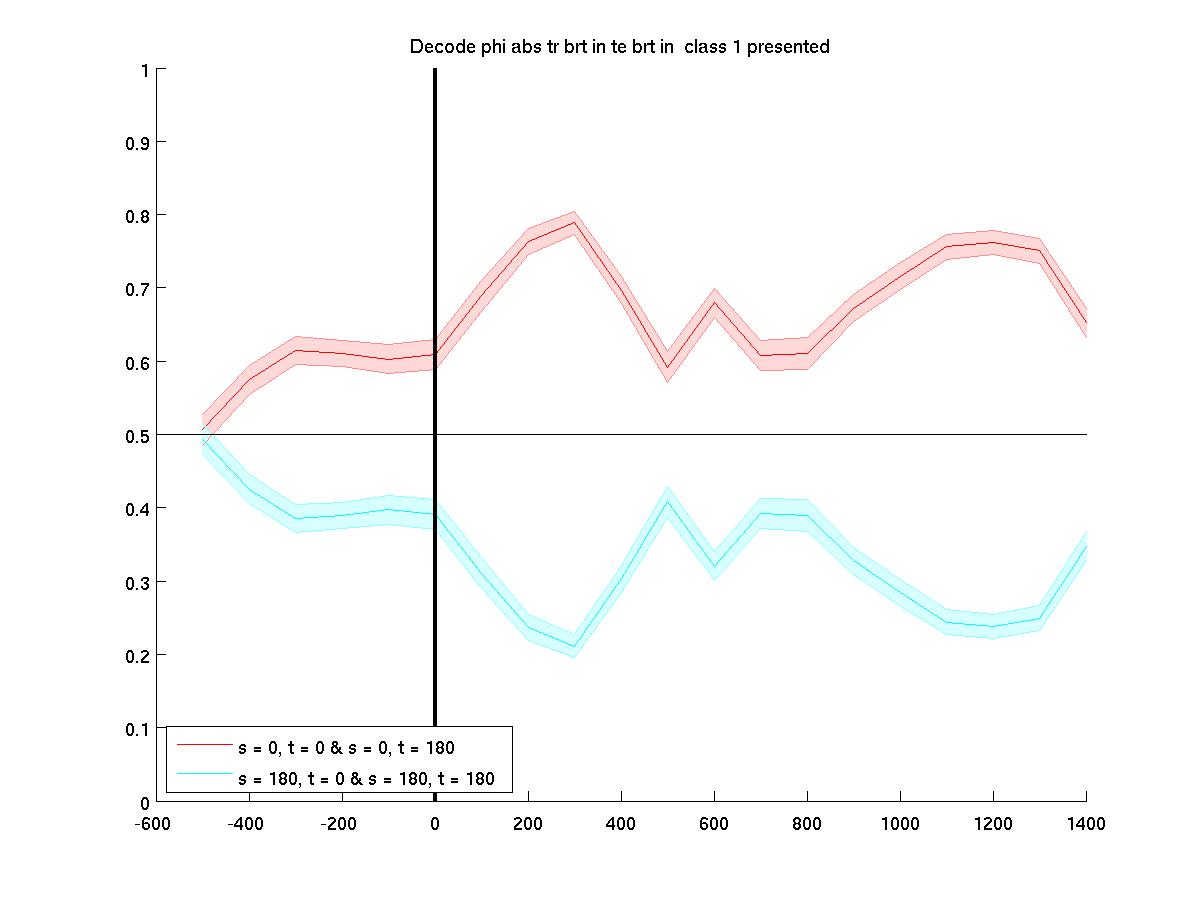 Decode phi abs tr brt in te brt in  class 1 presented
1
0.9
0.8
0.7
0.6
0.5
0.4
0.3
0.2
0.1
0
s = 0, t = 0 & s = 0, t = 180
s = 180, t = 0 & s = 180, t = 180
-600 -400 -200 0 200 400 600 800 1000 1200 1400